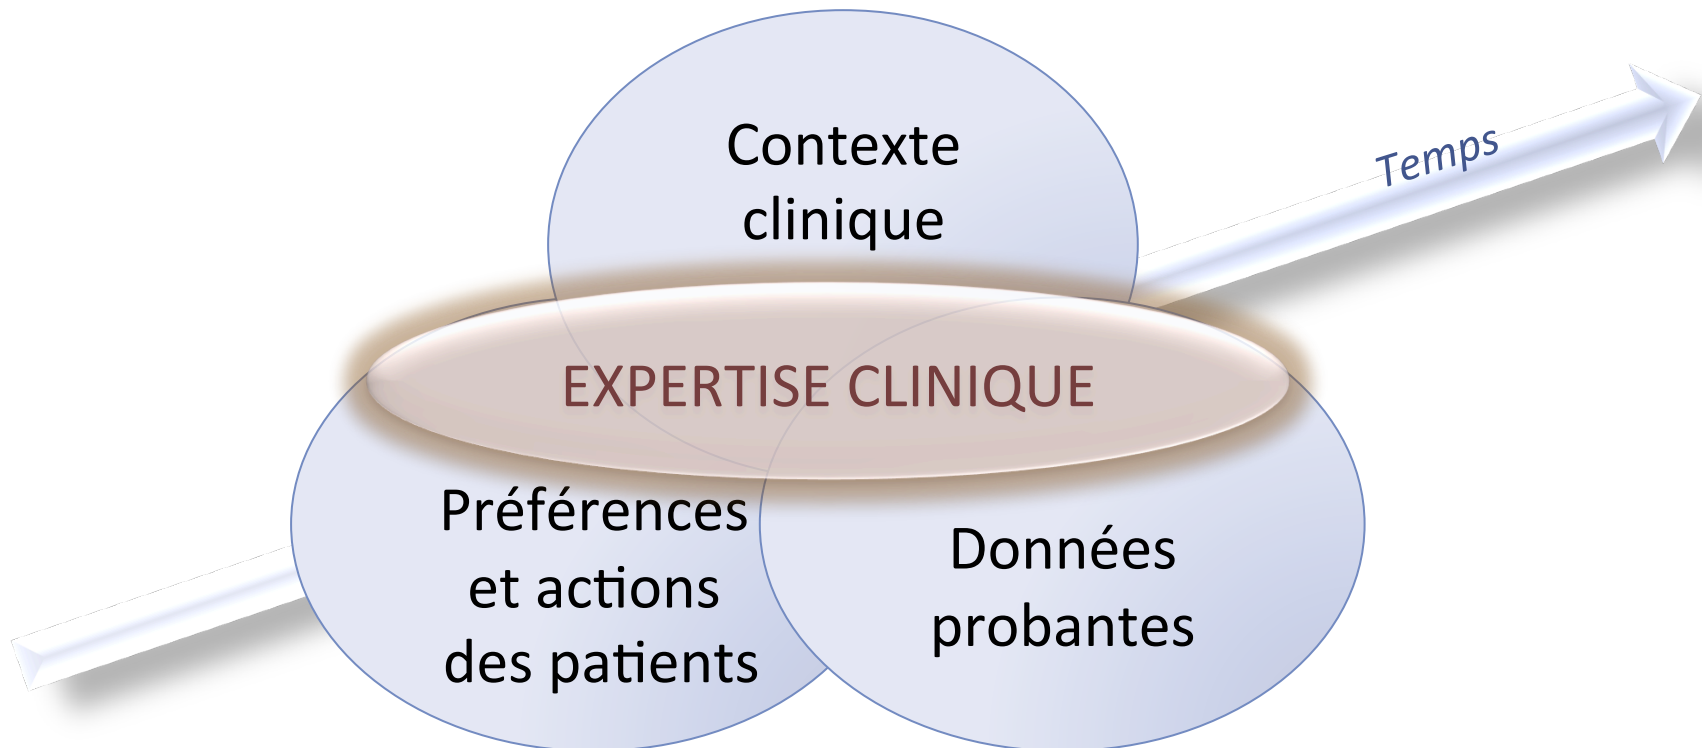 Contexte
clinique
Temps
EXPERTISE CLINIQUE
Préférences
et actions
des patients
Données
probantes